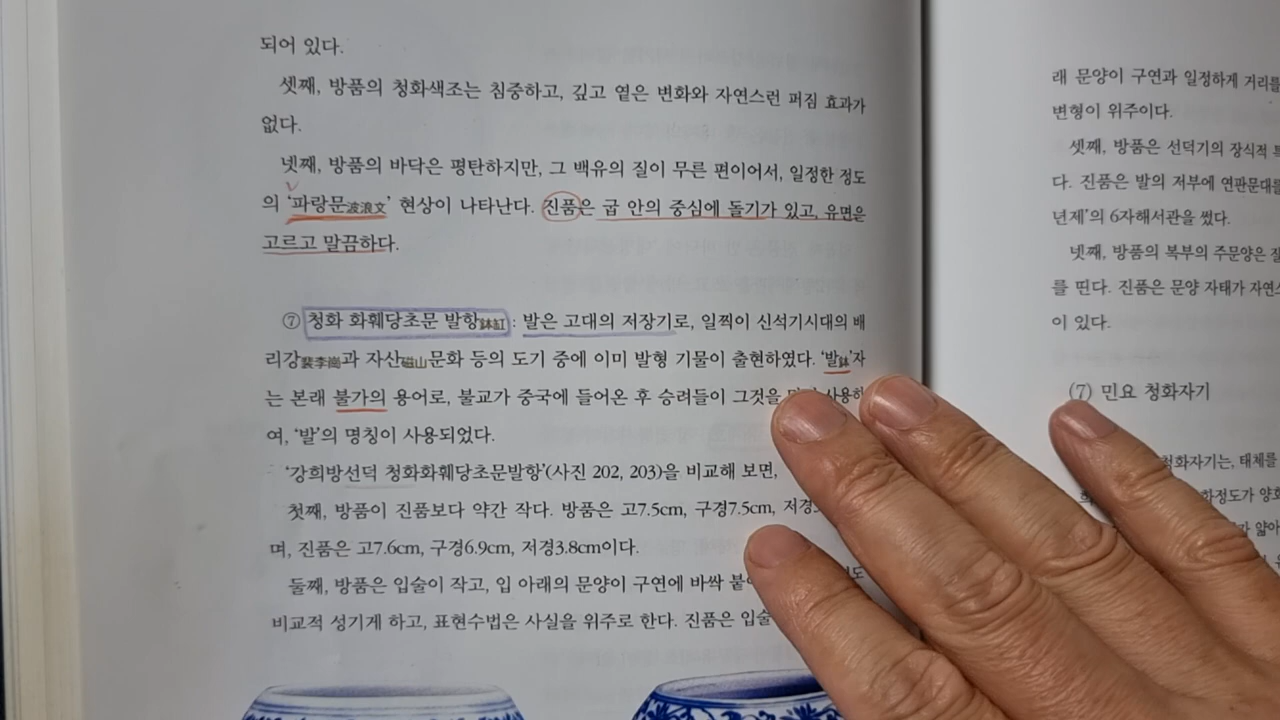 되어 있다.
셋째, 방품의 청화색조는 침중하고, 깊고 옅은 변화와 자연스런 퍼짐 효과가
없다.
넷째, 방품의 바닥은 평탄하지만, 그 백유의 질이 무른 편이어서, 일정한 정도
의 '파랑문波浪文' 현상이 나타난다. 진품은 굽 안의 중심에 돌기가 있고, 유면은
고르고 말끔하다.
⑦ 청화 화훼당초문 발항鉢缸 : 발은 고대의 저장기로, 일찍이 신석기시대의 배
리강裴李崗과 자산磁山문화 등의 도기 중에 이미 발형 기물이 출현하였다. '발鉢'자
는 본래 불가의 용어로, 불교가 중국에 들어온 후 승려들이 그것을 사용하
여, '발'의 명칭이 사용되었다.
'강희방선덕 청화화훼당초문발항'(사진 202, 203)을 비교해 보면,
첫째, 방품이 진품보다 약간 작다. 방품은 고7.5cm, 구경7.5cm, 저경
며, 진품은 고7.6cm, 구경6.9cm, 저경3.8cm이다.
둘째, 방품은 입술이 작고, 입 아래의 문양이 구연에 바싹
비교적 성기게 하고, 표현수법은 사실을 위주로 한다. 진품은 입술
래 문양이 구연과 일정하게 거리를
변형이 위주이다.
셋째, 방품은 선덕기의 장식적
다. 진품은 발의 저부에 연판문대를
년제'의 6자해서관을 썼다.
넷째, 방품의 복부의 주문양은
를 띤다. 진품은 문양 자태가
이 있다.
(7) 민요 청화자기
청화자기는, 태체를